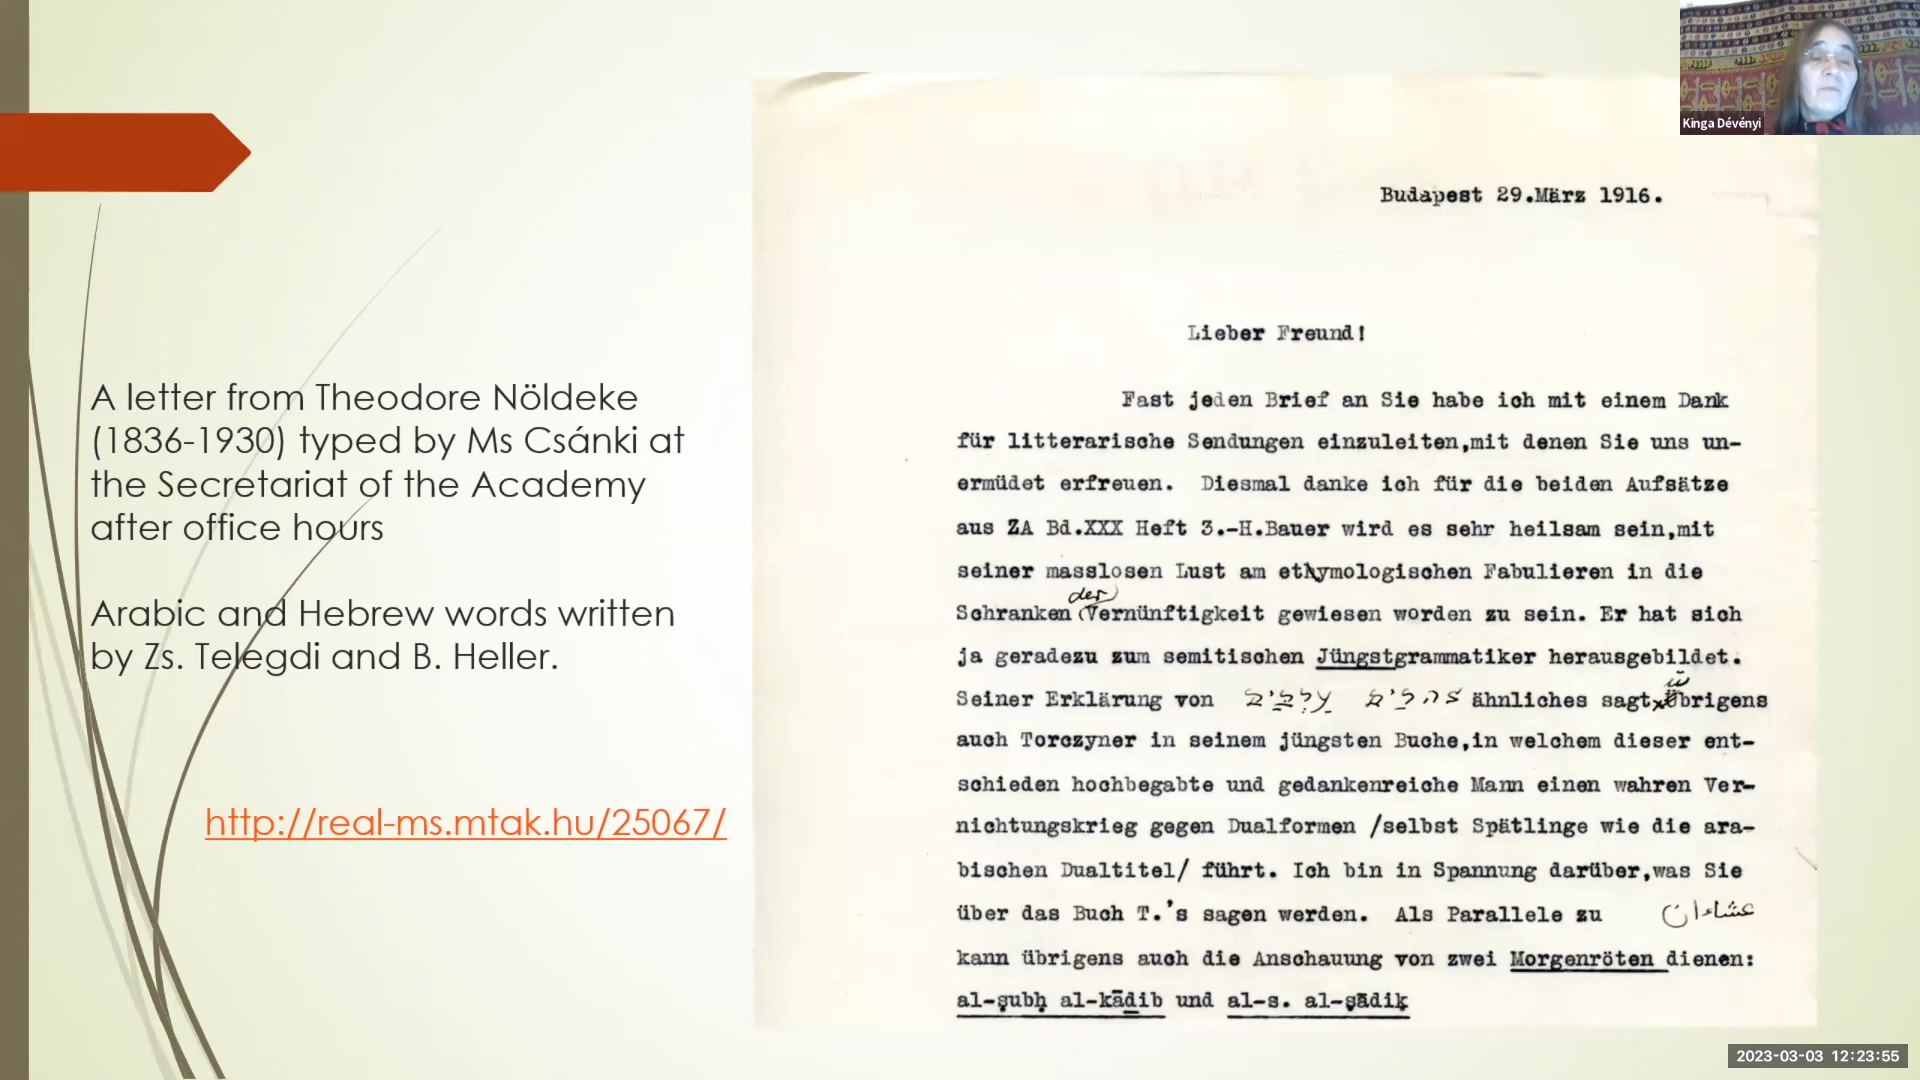 Kinga Dévényi
A letter from Theodore Nöldeke
(1836-1930) typed by Ms Csánki at
the Secretariat of the Academy
after office hours
Arabic and Hebrew words written
by Zs. Telegdi and B. Heller.
http://real-ms.mtak.hu/25067/
Budapest 29.März 1916.
Lieber Freund!
Fast jeden Brief an Sie habe ich mit einem Dank
für litterarische Sendungen einzuleiten,mit denen Sie uns un-
ermüdet erfreuen. Diesmal danke ich für die beiden Aufsätze
aus ZA Bd.XXX Heft 3.-H.Bauer wird es sehr heilsam sein,mit
seiner masslosen Lust am ethymologischen Fabulieren in die
Schranken der Vernünftigkeit gewiesen worden zu sein. Er hat sich
ja geradezu zum semitischen Jüngstgrammatiker herausgebildet.
Seiner Erklärung von ähnliches sagt übrigens
auch Torczyner in seinem jüngsten Buche,in welchem dieser ent-
schieden hochbegabte und gedankenreiche Mann einen wahren Ver-
nichtungskrieg gegen Dualformen /selbst Spätlinge wie die ara-
bischen Dualtitel/ führt. Ich bin in Spannung darüber,was Sie
über das Buch T.'s sagen werden. Als Parallele zu عشاءان
kann übrigens auch die Anschauung von zwei Morgenröten dienen:
al-ṣubḥ al-kāḏib und al-s. al-ṣādiḳ
2023-03-03 12:23:55